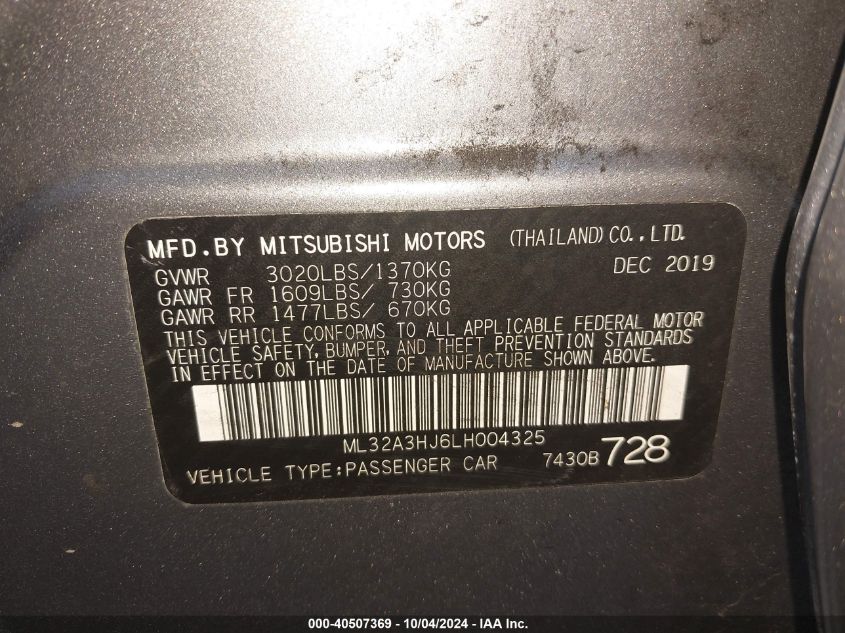 MFD.BY MITSUBISHI MOTORS (THAILAND) CO.,LTD.
GVWR 3020LBS/1370KG DEC 2019
GAWR FR 1609LBS/ 730KG
GAWR RR 1477LBS/ 670KG
THIS VEHICLE CONFORMS TO ALL APPLICABLE FEDERAL MOTOR
VEHICLE SAFETY, BUMPER, AND THEFT PREVENTION STANDARDS
IN EFFECT ON THE DATE OF MANUFACTURE SHOWN ABOVE.
ML32A3HJ6LH004325
VEHICLE TYPE:PASSENGER CAR 7430B 728
000-40507369 - 10/04/2024 - IAA Inc.